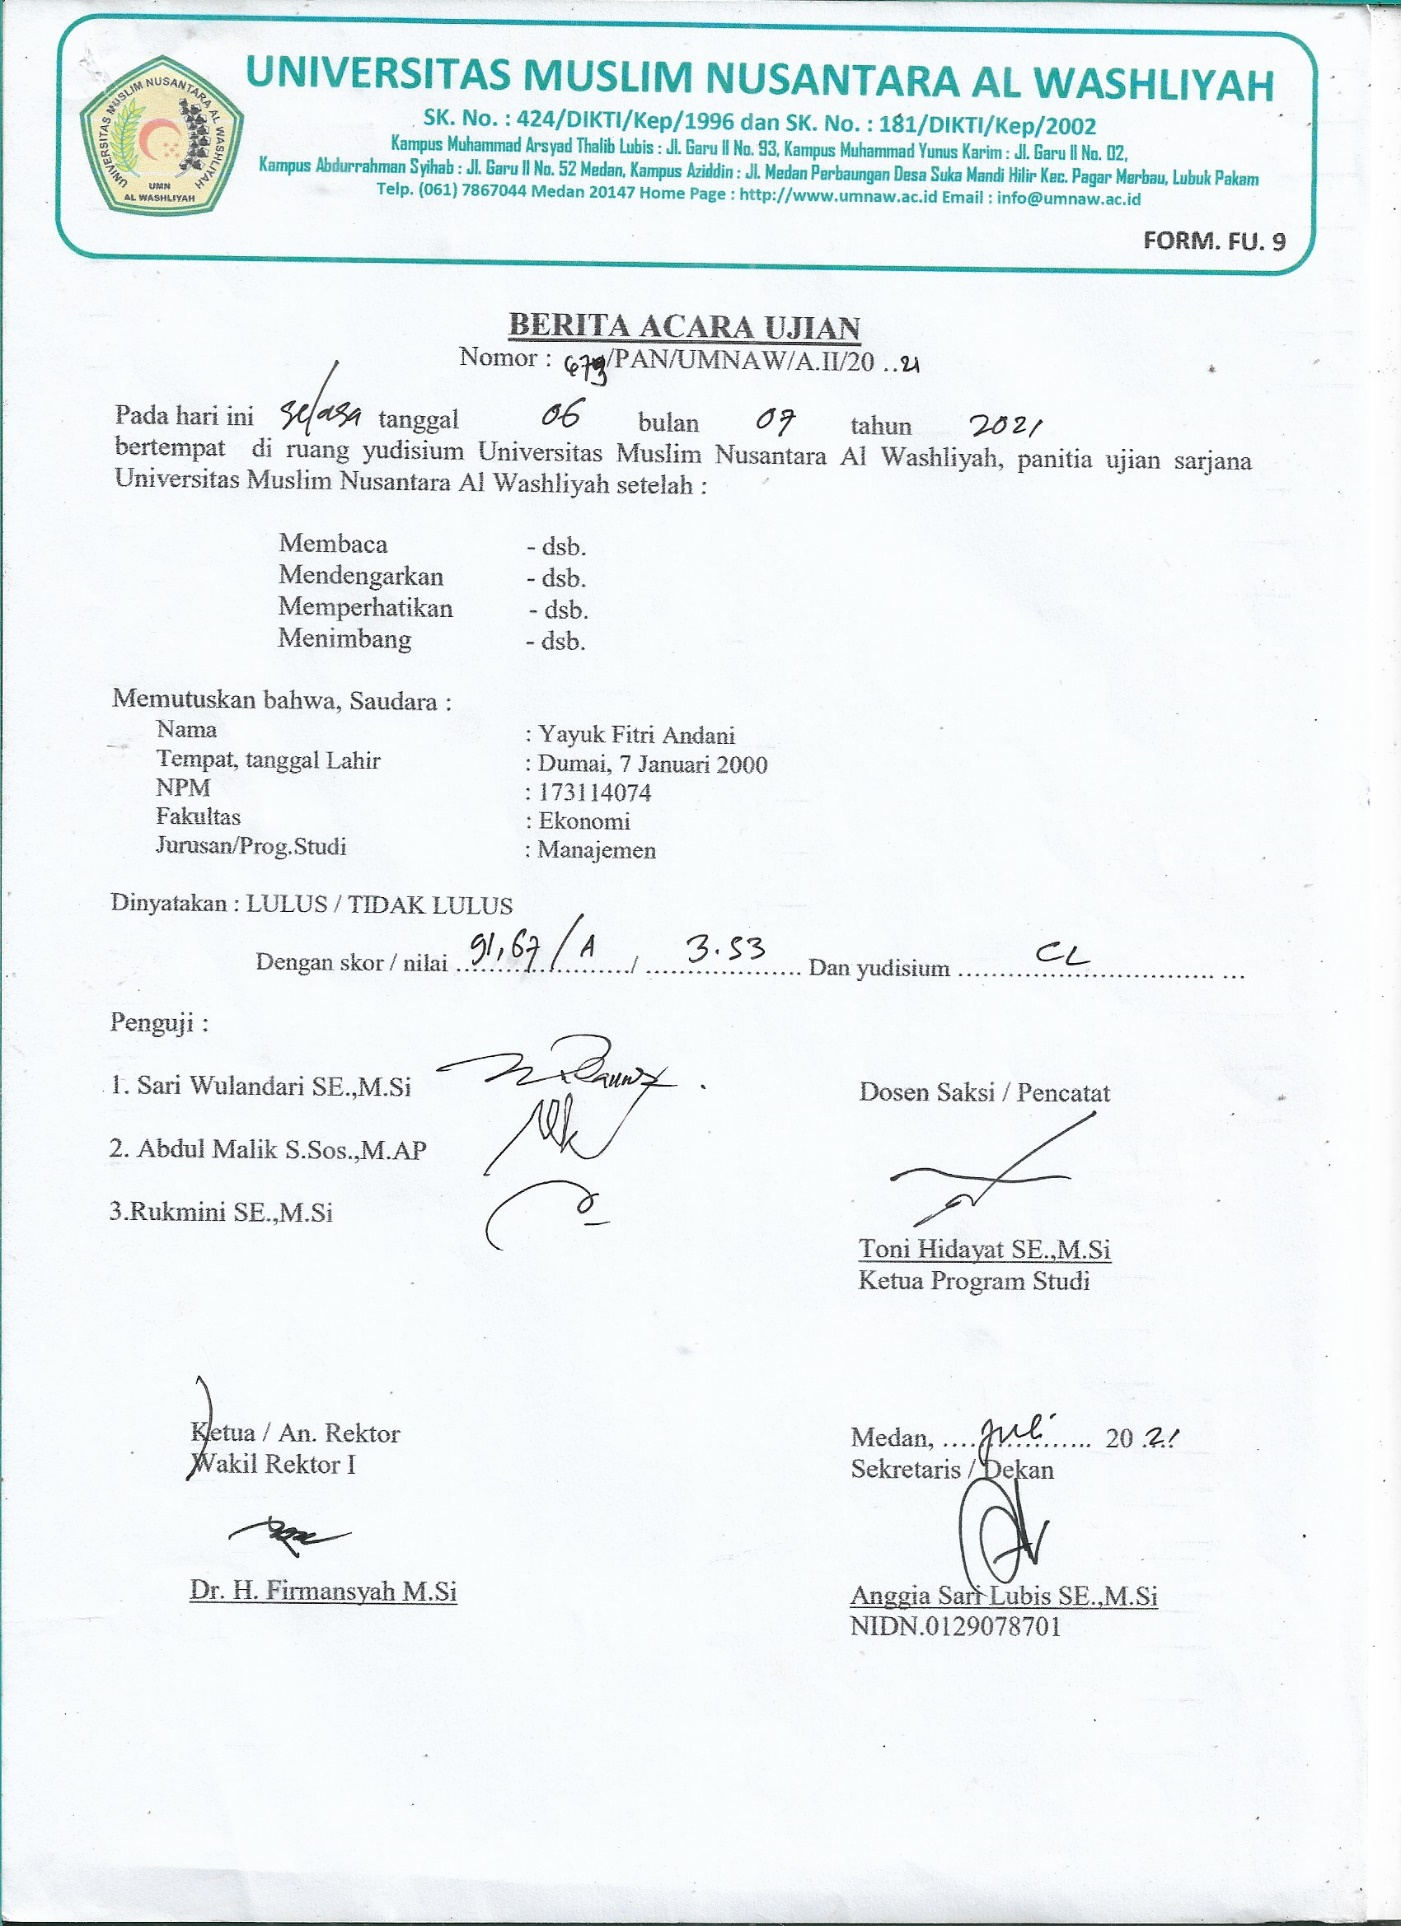 UNIVERSITAS MUSLIM NUSANTARA AL WASHLIYAH
SK. No. : 424/DIKTI/Kep/1996 dan SK. No. : 181/DIKTI/Kep/2002
Kampus Muhammad Arsyad Thalib Lubis : Jl. Garu II No. 93, Kampus Muhammad Yunus Karim : Jl. Garu II No. 02,
Kampus Abdurrahman Syihab : Jl. Garu II No. 52 Medan, Kampus Aziddin : Jl. Medan Perbaungan Desa Suka Mandi Hilir Kec. Pagar Merbau, Lubuk Pakam
Telp. (061) 7867044 Medan 20147 Home Page : http://www.umnaw.ac.id Email : info@umnaw.ac.id
UNIVERSITAS MUSLIM NUSANTARA AL WASHLIYAH
UMN
AL WASHLIYAH
FORM. FU. 9
BERITA ACARA UJIAN
Nomor : /PAN/UMNAW/A.II/20 ..21
Pada hari ini selasa tanggal 06 bulan 07 tahun 2021
bertempat di ruang yudisium Universitas Muslim Nusantara Al Washliyah, panitia ujian sarjana
Universitas Muslim Nusantara Al Washliyah setelah :
Membaca - dsb.
Mendengarkan - dsb.
Memperhatikan - dsb.
Menimbang - dsb.
Memutuskan bahwa, Saudara :
Nama : Yayuk Fitri Andani
Tempat, tanggal Lahir : Dumai, 7 Januari 2000
NPM : 173114074
Fakultas : Ekonomi
Jurusan/Prog.Studi : Manajemen
Dinyatakan : LULUS / TIDAK LULUS
Dengan skor / nilai 91,67 / A / 3.53 Dan yudisium CL
Penguji :
1. Sari Wulandari SE.,M.Si
Dosen Saksi / Pencatat
2. Abdul Malik S.Sos.,M.AP
3.Rukmini SE.,M.Si
Toni Hidayat SE.,M.Si
Ketua Program Studi
Ketua / An. Rektor
Wakil Rektor I
Medan, Juli 20 21
Sekretaris / Dekan
Dr. H. Firmansyah M.Si
Anggia Sari Lubis SE.,M.Si
NIDN.0129078701